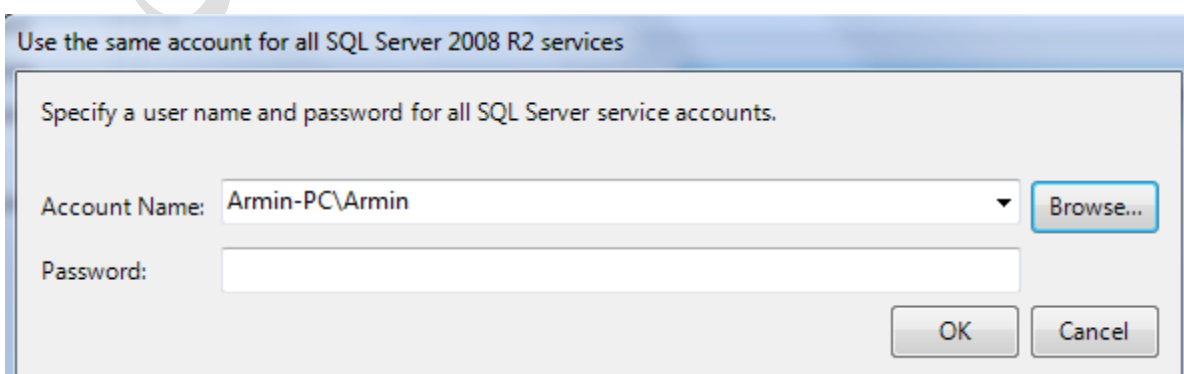 Use the same account for all SQL Server 2008 R2 services
Specify a user name and password for all SQL Server service accounts.
Account Name: Armin-PC\Armin Browse...
Password:
OK Cancel